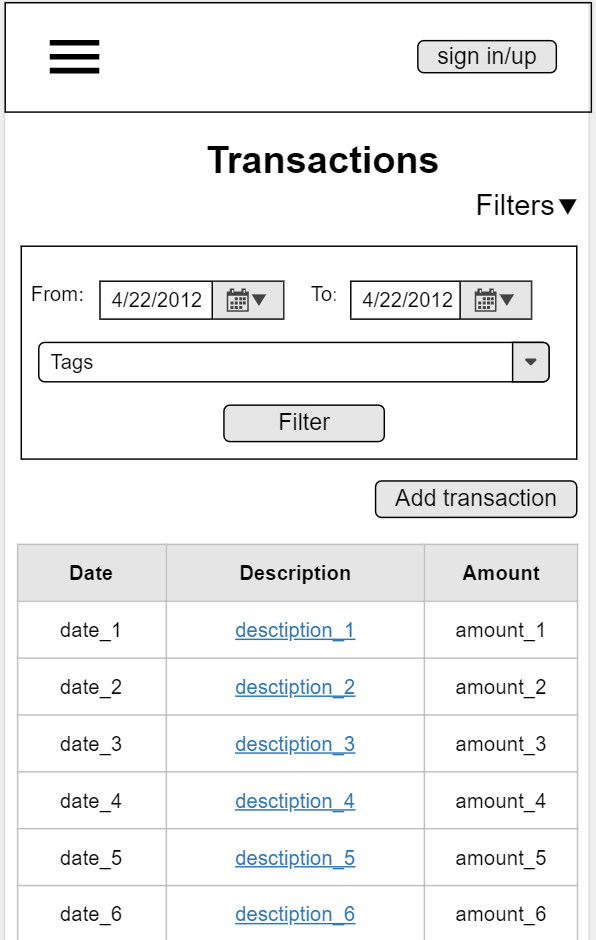 sign in/up
Transactions
Filters▼
From: 4/22/2012 To: 4/22/2012
Tags
Filter
Add transaction
Date Description Amount
date_1 desctiption_1 amount_1
date_2 desctiption_2 amount_2
date_3 desctiption_3 amount_3
date_4 desctiption_4 amount_4
date_5 desctiption_5 amount_5
date_6 desctiption_6 amount_6